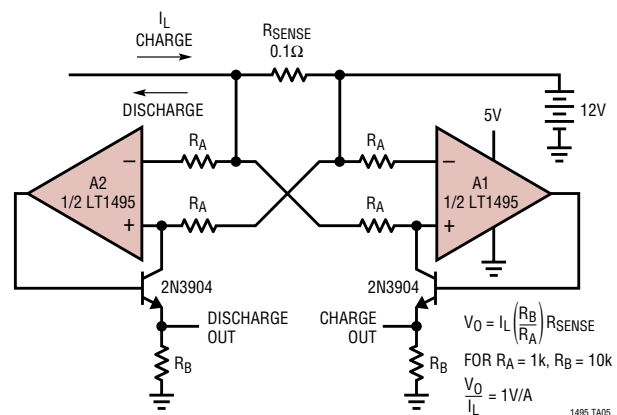 I_L
CHARGE
R_SENSE
0.1Ω
DISCHARGE
5V
12V
R_A
R_A
A2
1/2 LT1495
−
+
R_A
R_A
A1
1/2 LT1495
−
+
2N3904
2N3904
DISCHARGE
OUT
CHARGE
OUT
R_B
R_B
V_O = I_L (R_B/R_A) R_SENSE
FOR R_A = 1k, R_B = 10k
V_O/I_L = 1V/A
1495 TA05